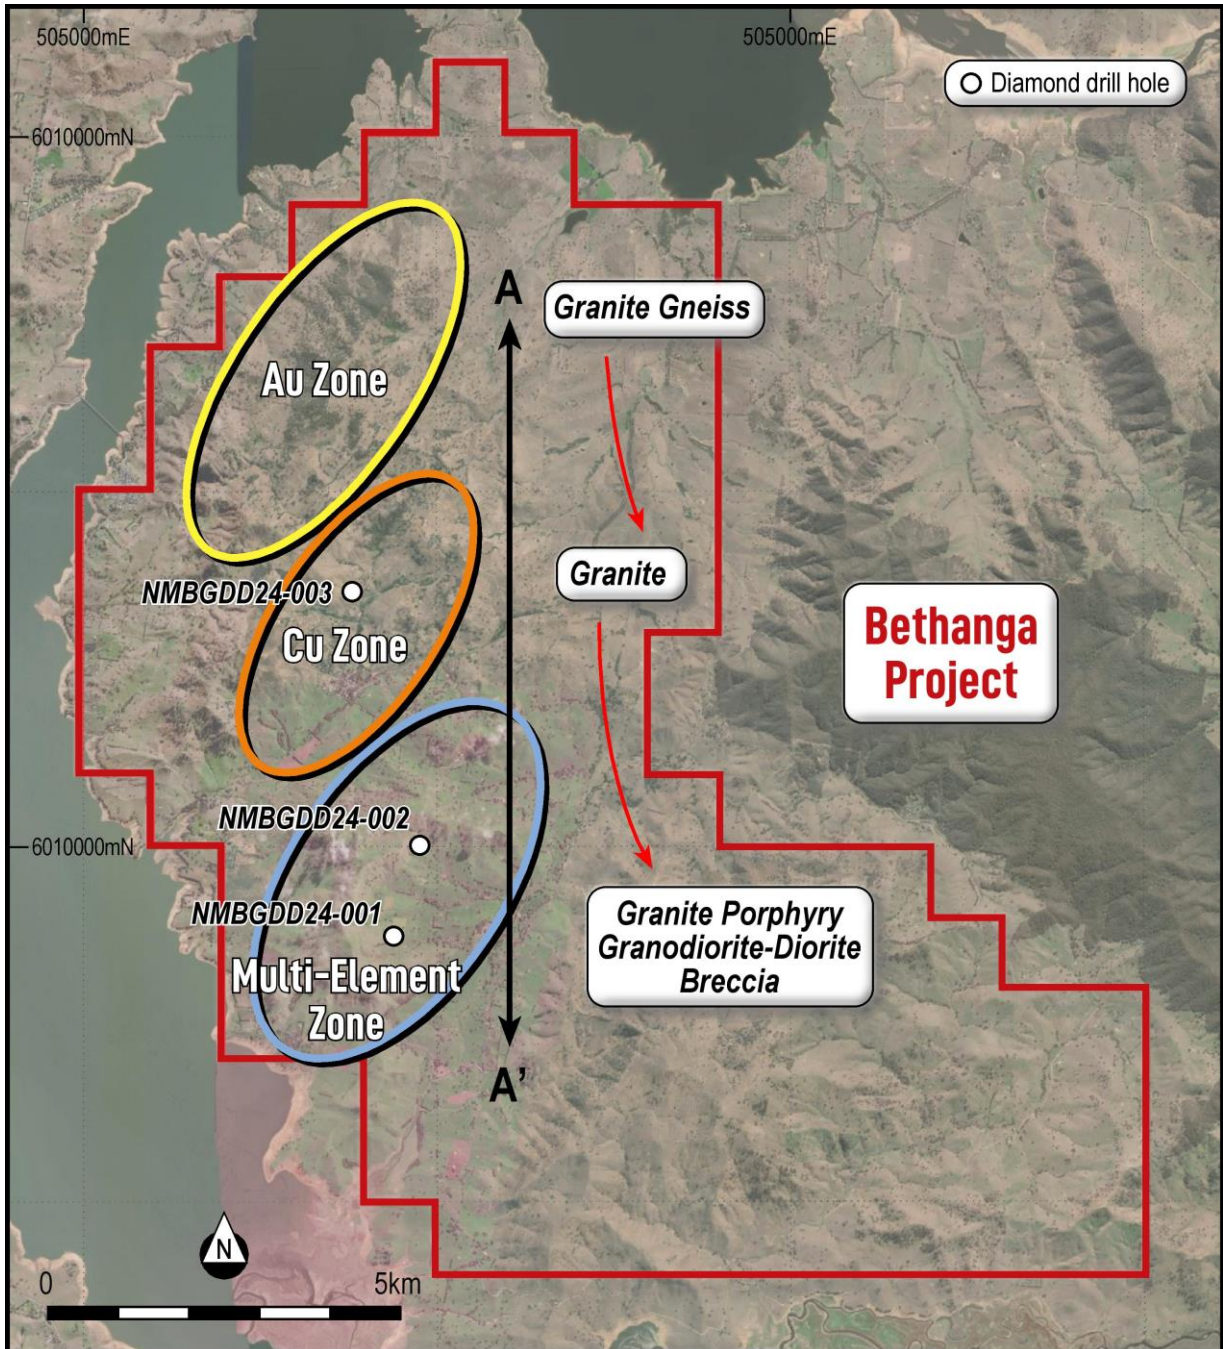 505000mE
505000mE
Diamond drill hole
6010000mN
A
Granite Gneiss
Au Zone
Granite
NMBGDD24-003
Cu Zone
Bethanga
Project
NMBGDD24-002
6010000mN
NMBGDD24-001
Granite Porphyry
Granodiorite-Diorite
Breccia
Multi-Element
Zone
A’
N
0
5km